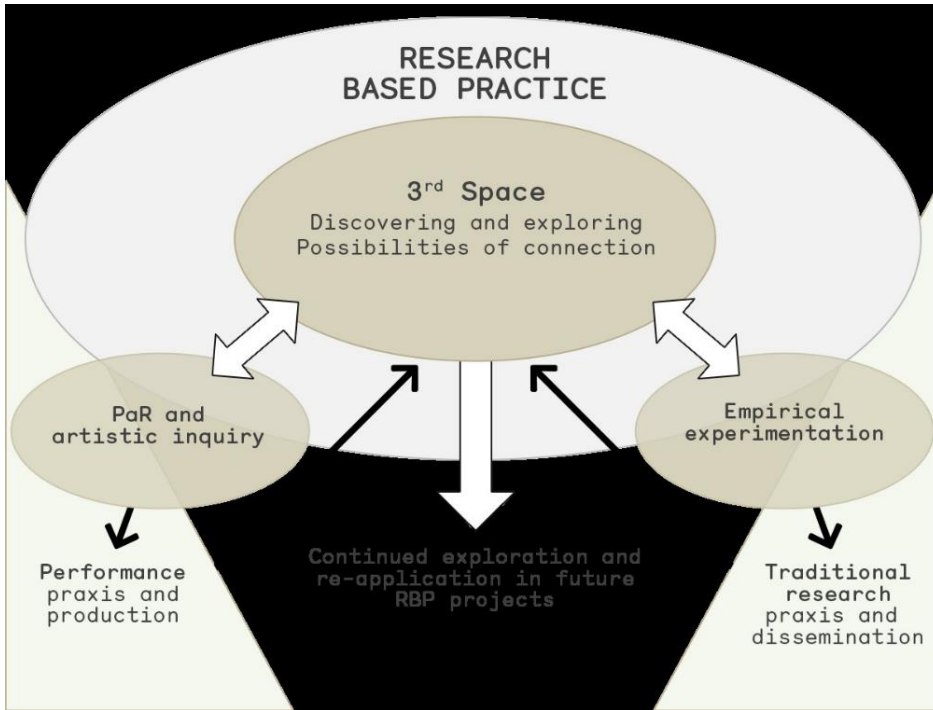 RESEARCH
BASED PRACTICE
3rd Space
Discovering and exploring
Possibilities of connection
PaR and
artistic inquiry
Empirical
experimentation
Continued exploration and
re-application in future
RBP projects
Performance
praxis and
production
Traditional
research
praxis and
dissemination